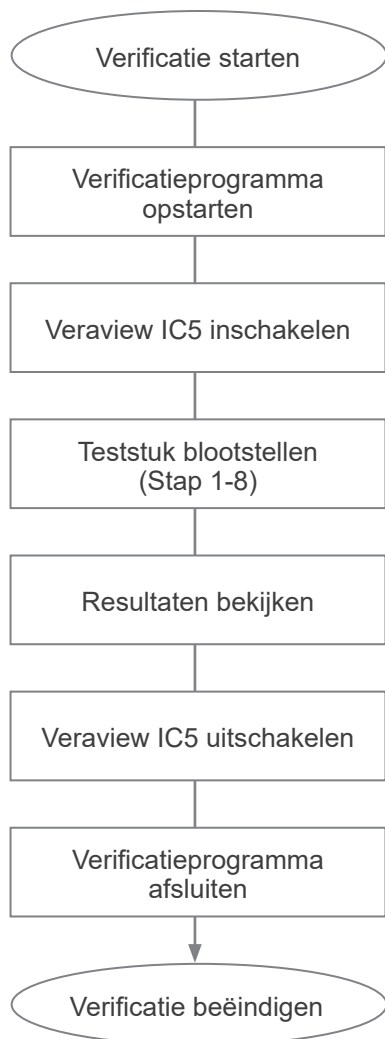 Verificatie starten
Verificatieprogramma
opstarten
Veraview IC5 inschakelen
Teststuk blootstellen
(Stap 1-8)
Resultaten bekijken
Veraview IC5 uitschakelen
Verificatieprogramma
afsluiten
Verificatie beëindigen